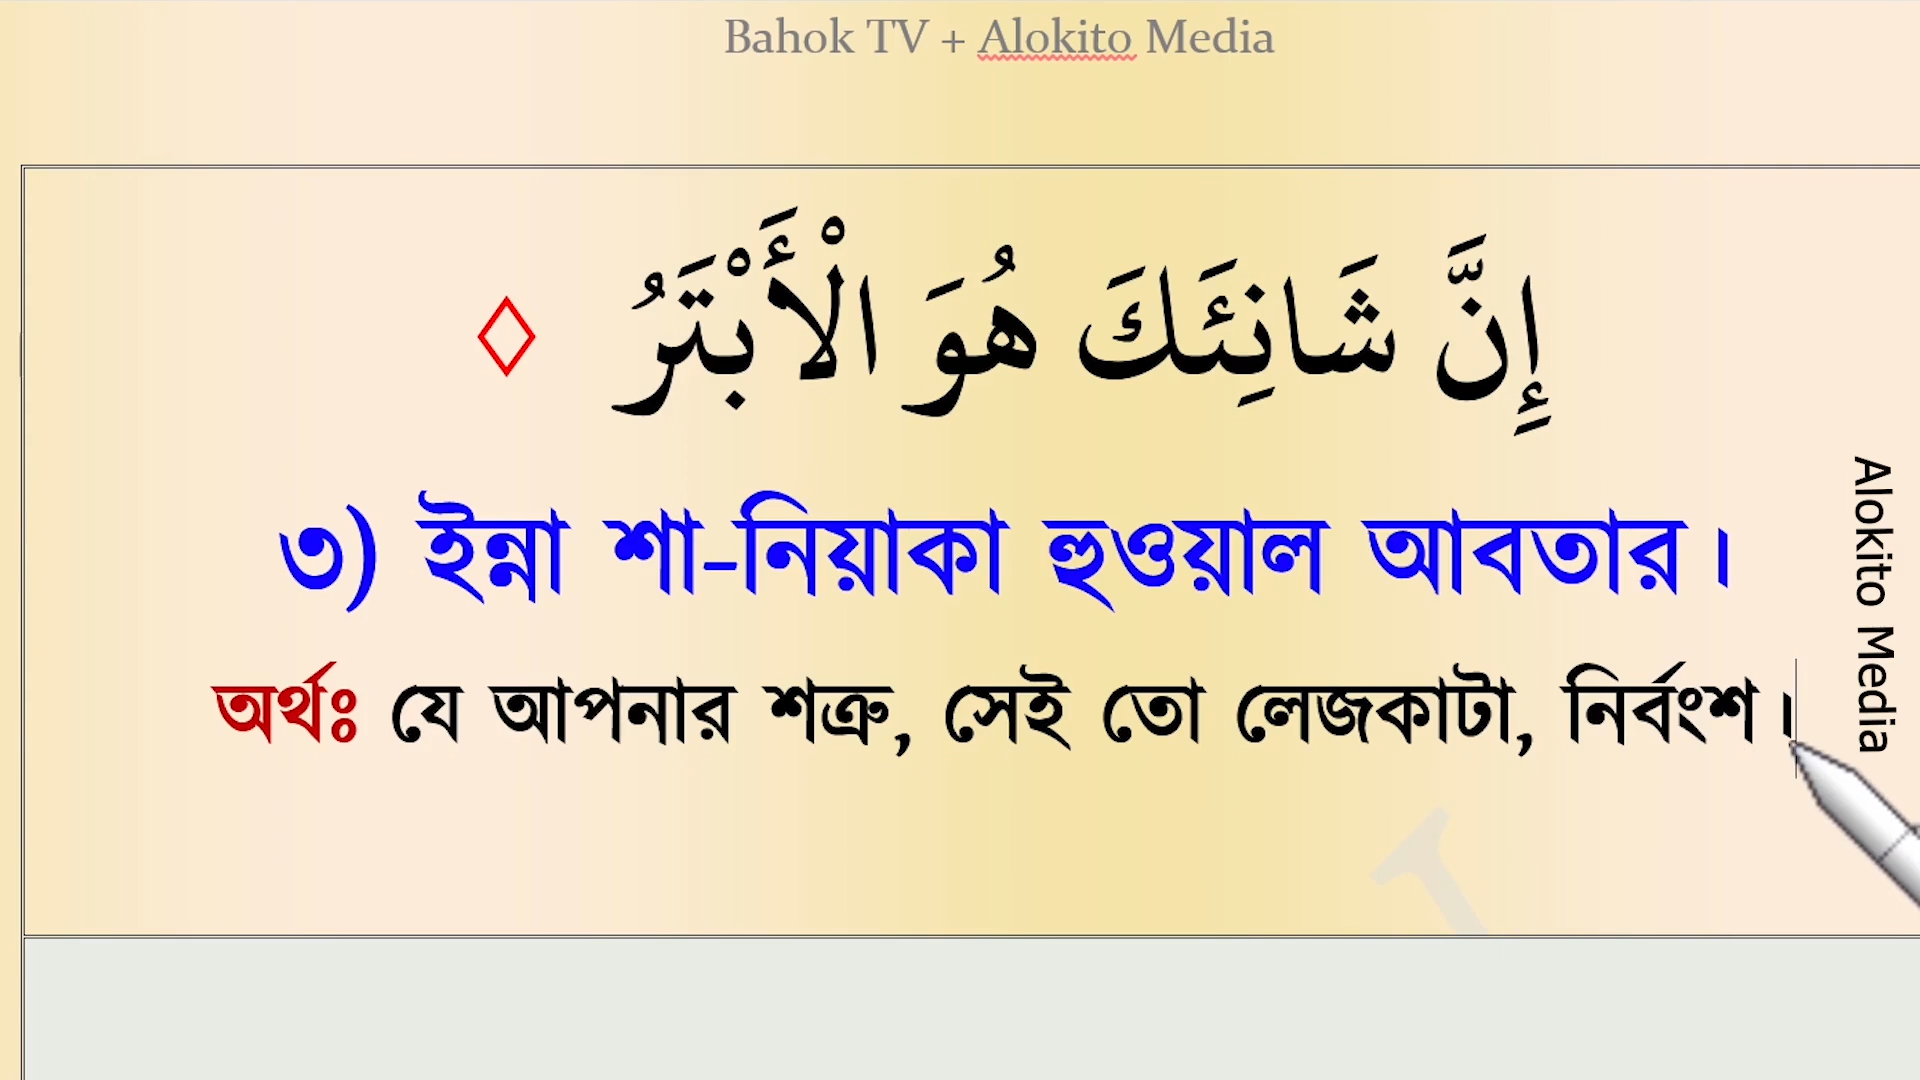 Bahok TV + Alokito Media
إِنَّ شَانِئَكَ هُوَ الْأَبْتَرُ ◇
৩) ইন্না শা-নিয়াকা হুওয়াল আবতার।
অর্থঃ যে আপনার শত্রু, সেই তো লেজকাটা, নির্বংশ।
Alokito Media